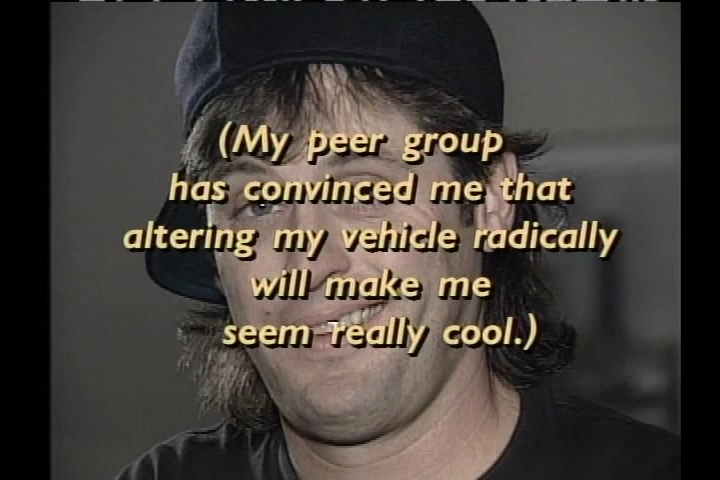 (My peer group
has convinced me that
altering my vehicle radically
will make me
seem really cool.)